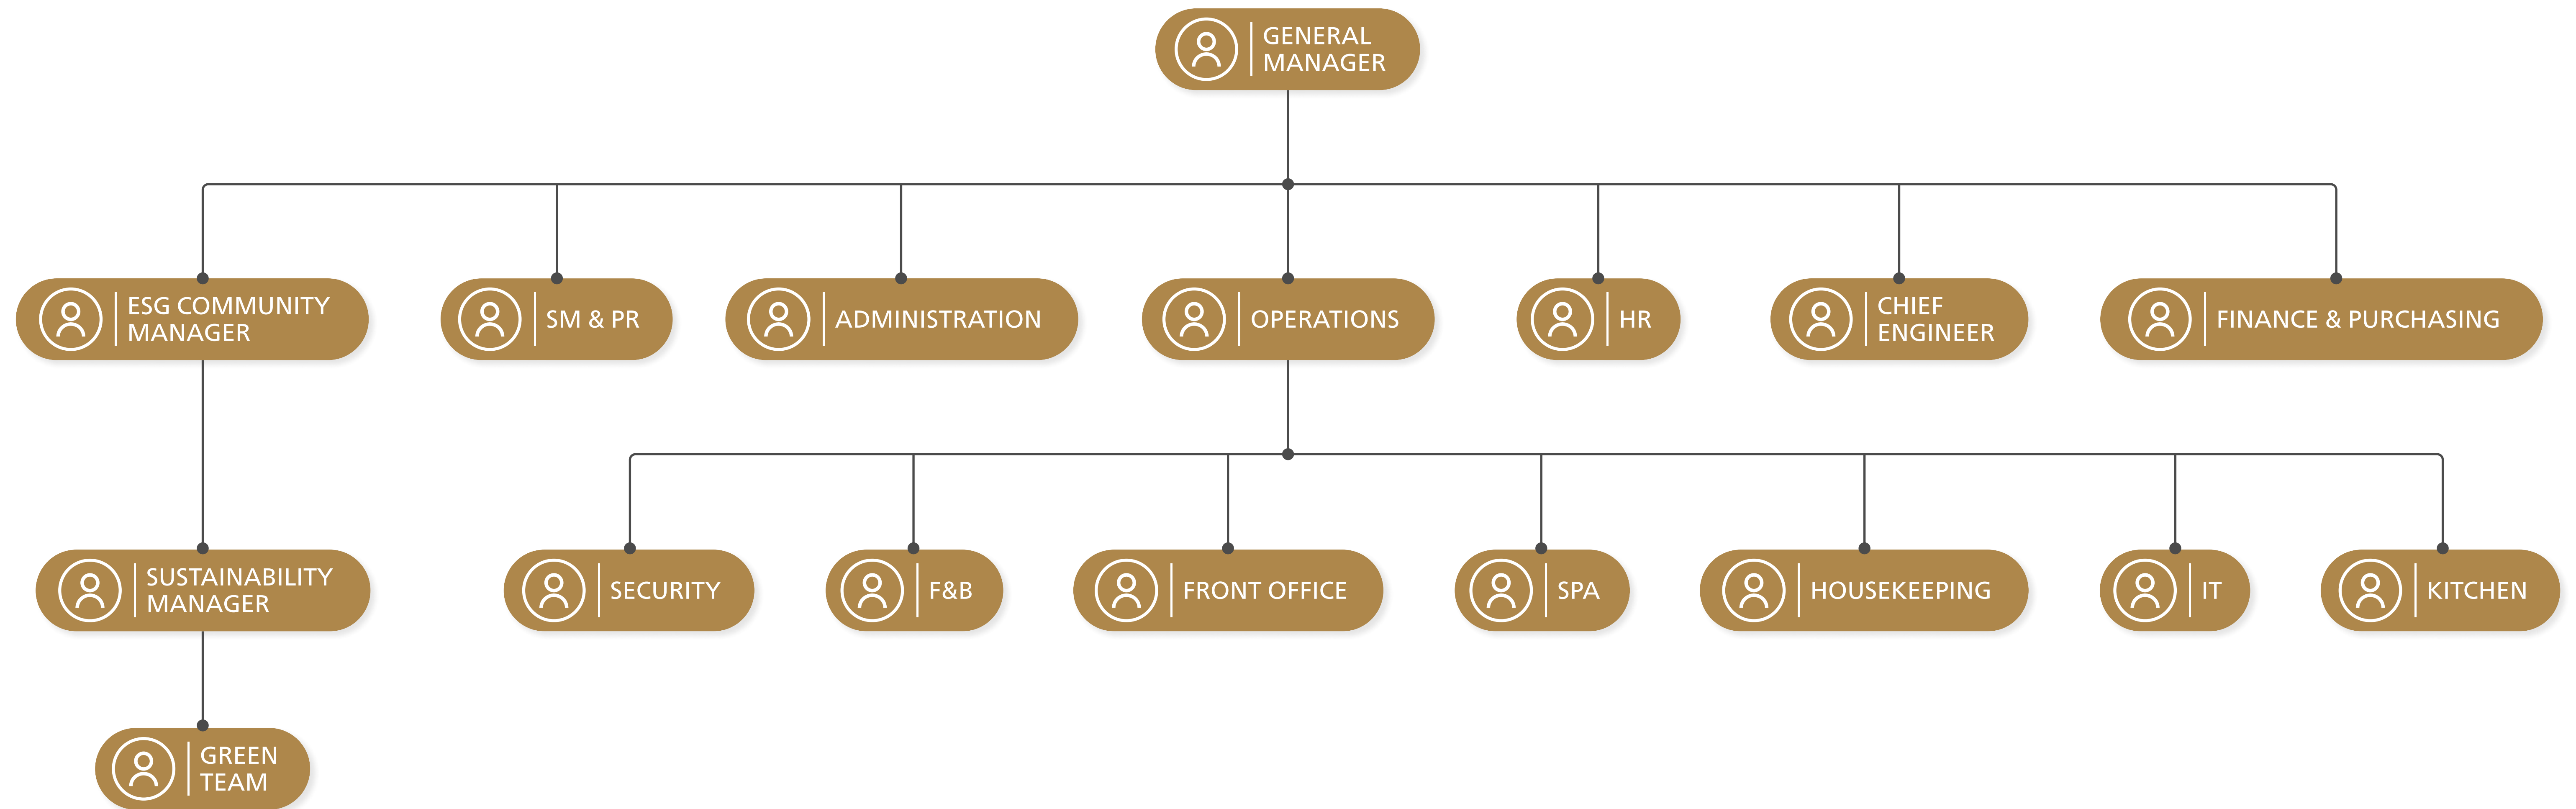 GENERAL
MANAGER
ESG COMMUNITY
MANAGER
SM & PR
ADMINISTRATION
OPERATIONS
HR
CHIEF
ENGINEER
FINANCE & PURCHASING
SUSTAINABILITY
MANAGER
SECURITY
F&B
FRONT OFFICE
SPA
HOUSEKEEPING
IT
KITCHEN
GREEN
TEAM